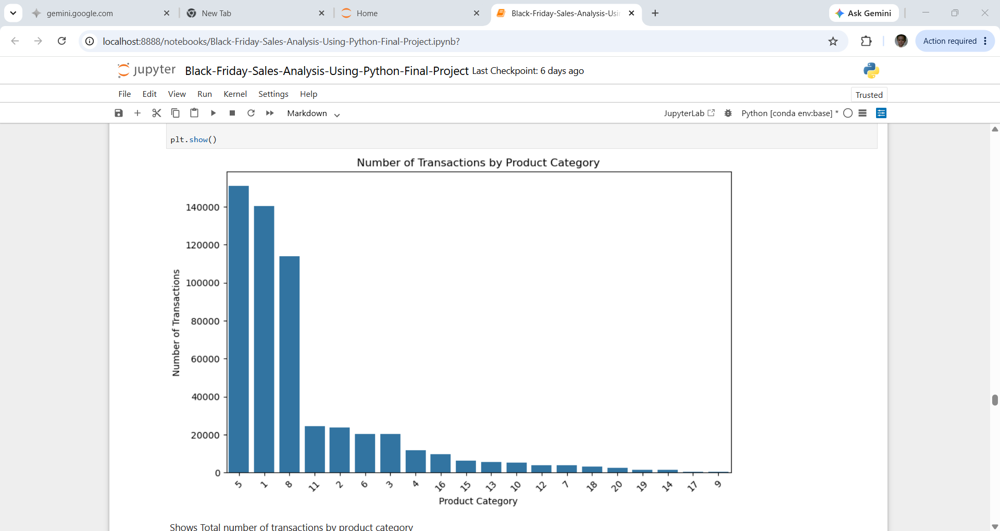 gemini.google.com
New Tab
Home
Black-Friday-Sales-Analysis-Usi
Ask Gemini
localhost:8888/notebooks/Black-Friday-Sales-Analysis-Using-Python-Final-Project.ipynb?
Action required
jupyter Black-Friday-Sales-Analysis-Using-Python-Final-Project Last Checkpoint: 6 days ago
File Edit View Run Kernel Settings Help
Trusted
Markdown
JupyterLab
Python [conda env:base] *
plt.show()
Number of Transactions by Product Category
140000
120000
100000
80000
60000
40000
20000
0
Number of Transactions
5 1 8 11 2 6 3 4 16 15 13 10 12 7 18 20 19 14 17 9
Product Category
Shows Total number of transactions by product category